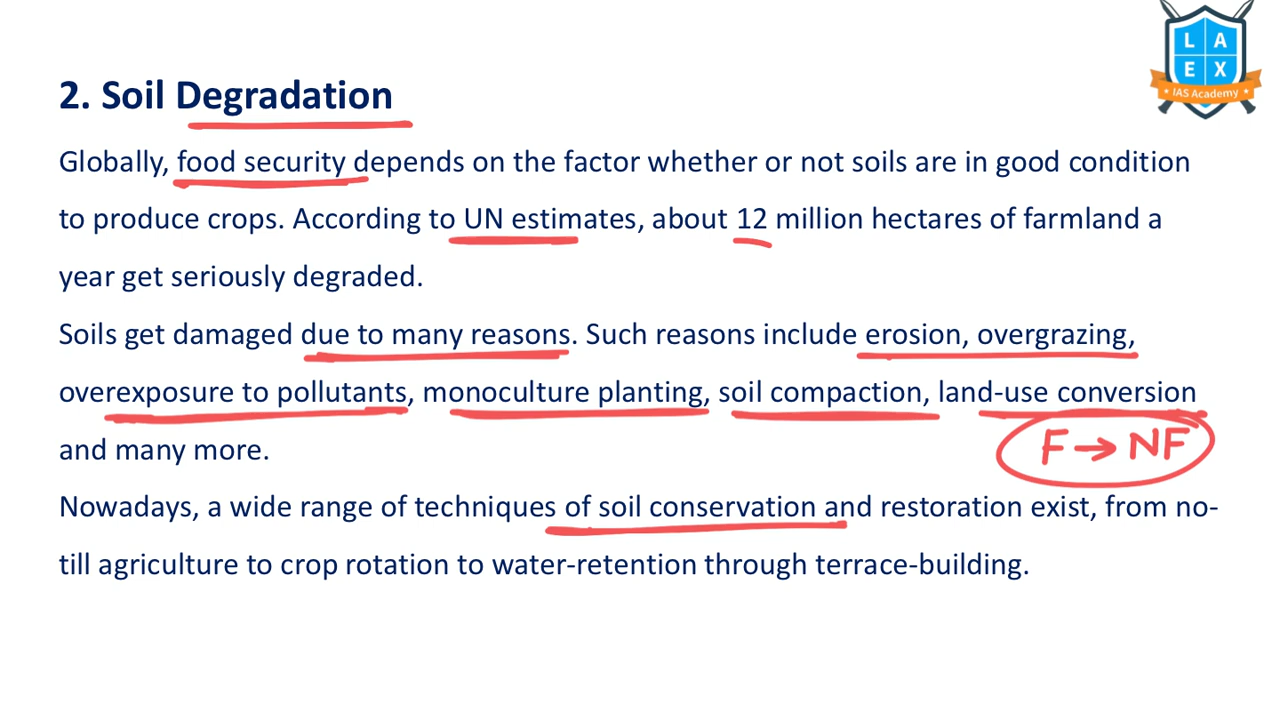 L A
E X
IAS Academy
2. Soil Degradation
Globally, food security depends on the factor whether or not soils are in good condition
to produce crops. According to UN estimates, about 12 million hectares of farmland a
year get seriously degraded.
Soils get damaged due to many reasons. Such reasons include erosion, overgrazing,
overexposure to pollutants, monoculture planting, soil compaction, land-use conversion
and many more.
F → NF
Nowadays, a wide range of techniques of soil conservation and restoration exist, from no-
till agriculture to crop rotation to water-retention through terrace-building.